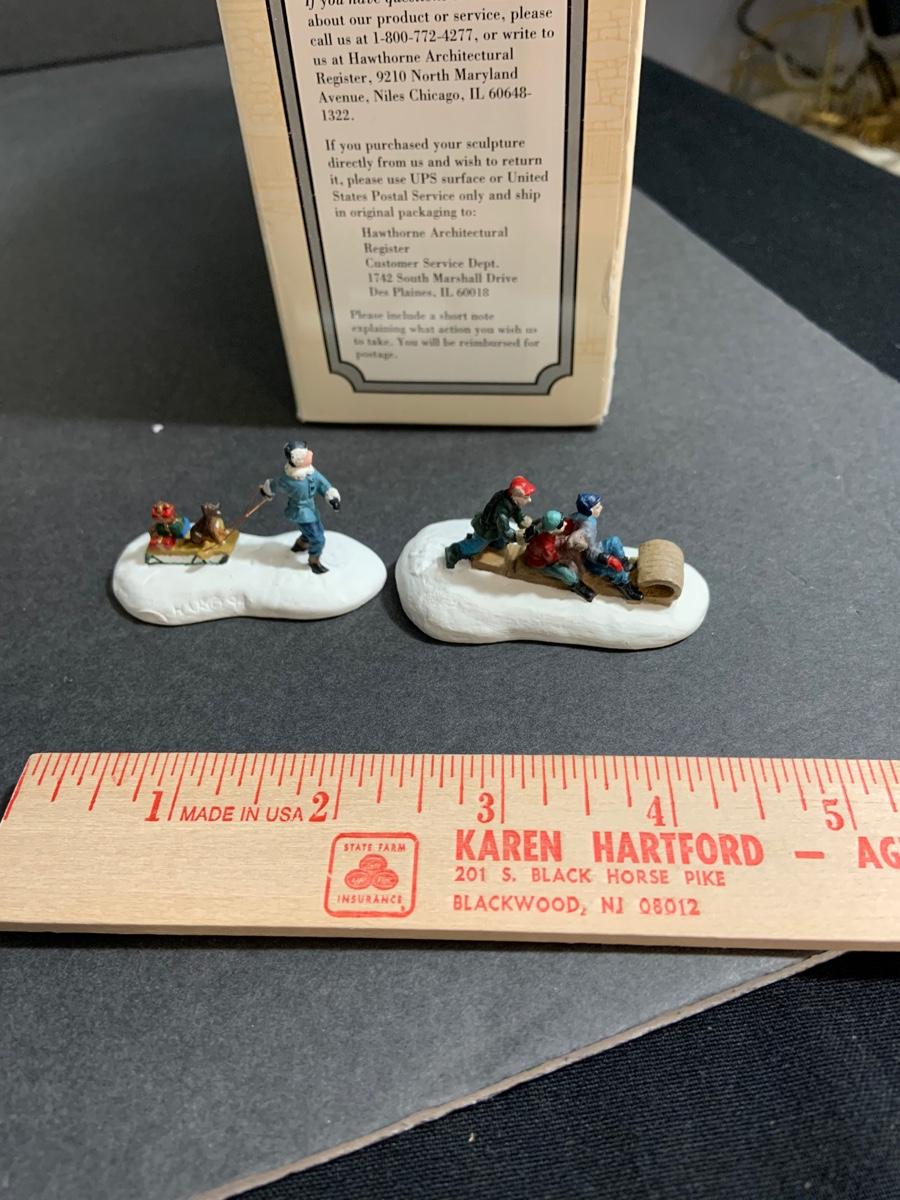 If you have
about our product or service, please
call us at 1-800-772-4277, or write to
us at Hawthorne Architectural
Register, 9210 North Maryland
Avenue, Niles Chicago, IL 60648-
1322.
If you purchased your sculpture
directly from us and wish to return
it, please use UPS surface or United
States Postal Service only and ship
in original packaging to:
Hawthorne Architectural
Register
Customer Service Dept.
1742 South Marshall Drive
Des Plaines, IL 60018
Please include a short note
explaining what action you wish us
to take. You will be reimbursed for
postage.
1 MADE IN USA 2 3 4 5
STATE FARM
INSURANCE
KAREN HARTFORD — AG
201 S. BLACK HORSE PIKE
BLACKWOOD, NJ 08012